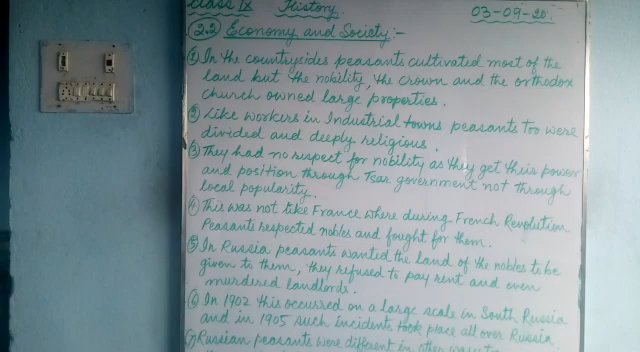 Class IX History. 03-09-20.
2.2 Economy and Society:-
① In the countrysides peasants cultivated most of the
land but the nobility, the crown and the orthodox
church owned large properties.
② Like workers in Industrial towns peasants too were
divided and deeply religious.
③ They had no respect for nobility as they get their power
and position through Tsar government not through
local popularity.
④ This was not like France where during French Revolution
Peasants respected nobles and fought for them.
⑤ In Russia peasants wanted the land of the nobles to be
given to them, they refused to pay rent and even
murdered landlords.
⑥ In 1902 this occurred on a large scale in South Russia
and in 1905 such incidents took place all over Russia
⑦ Russian peasants were different in other ways